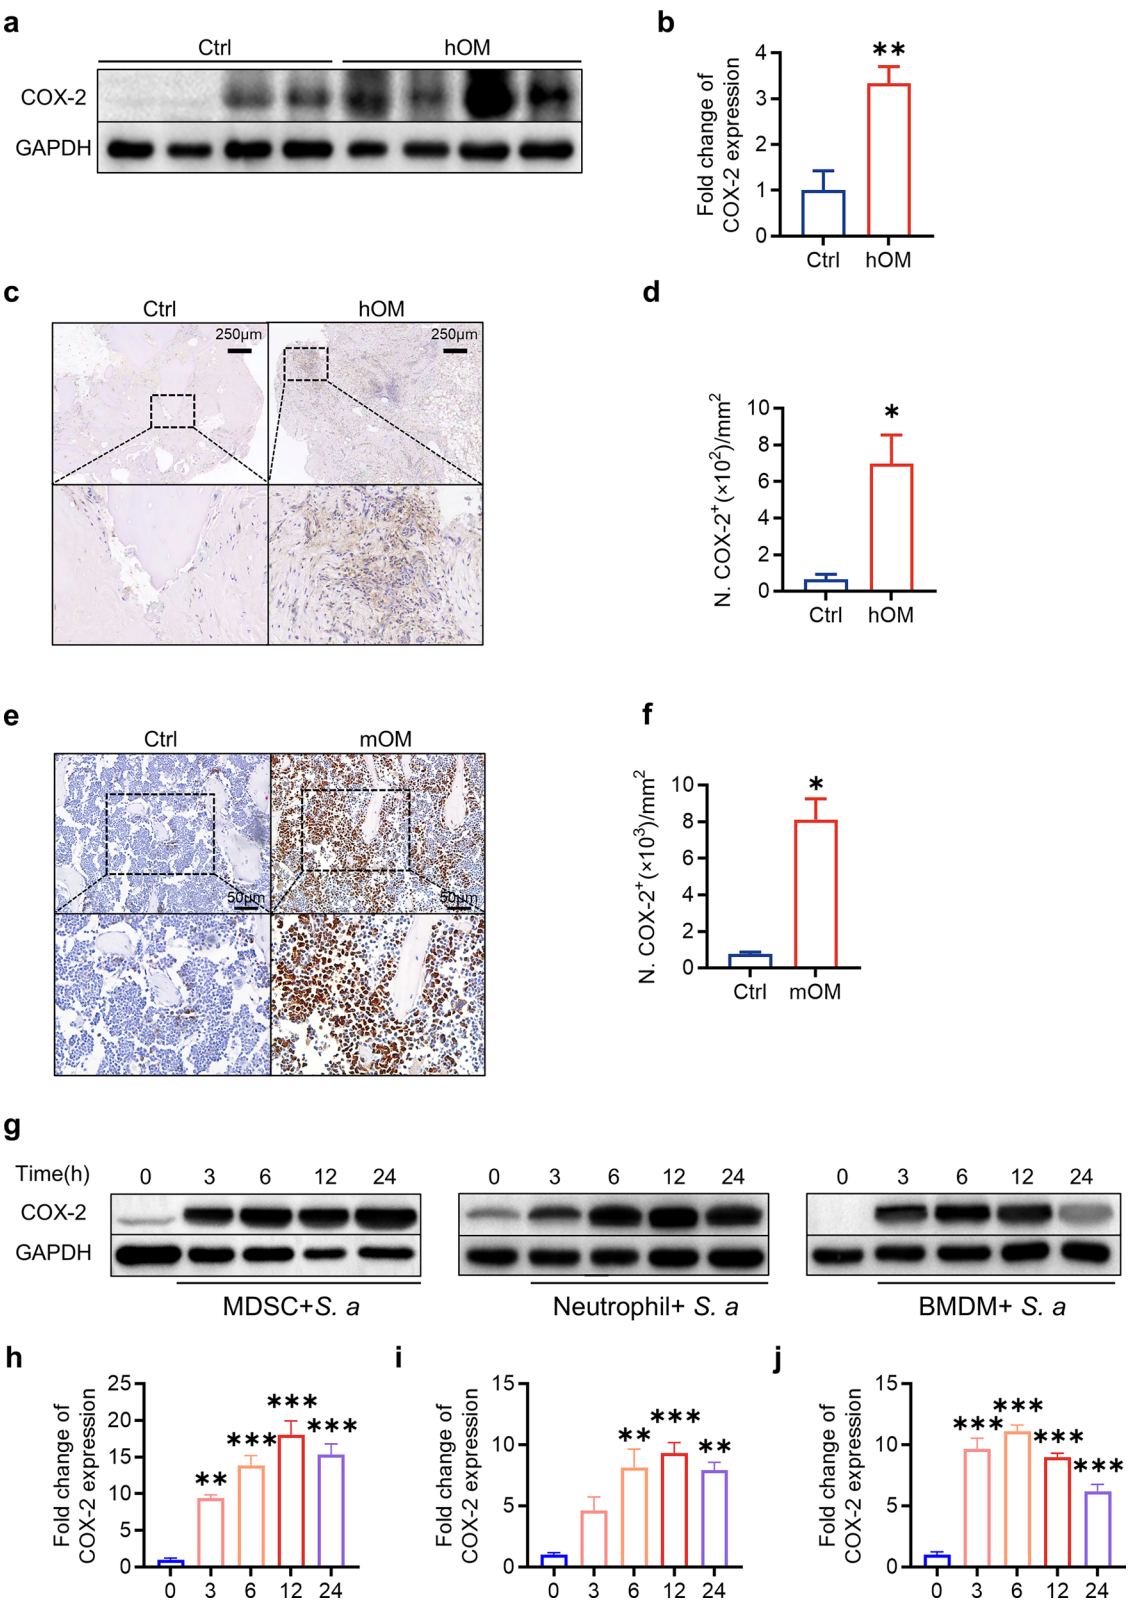 a
Ctrl hOM
COX-2
GAPDH
b
Fold change of
COX-2 expression
4
3
2
1
0
**
Ctrl hOM
c
Ctrl hOM
250μm 250μm
d
N. COX-2+(×10²)/mm²
10
8
6
4
2
0
*
Ctrl hOM
e
Ctrl mOM
50μm 50μm
f
N. COX-2+(×10³)/mm²
10
8
6
4
2
0
*
Ctrl mOM
g
Time(h) 0 3 6 12 24 0 3 6 12 24 0 3 6 12 24
COX-2
GAPDH
MDSC+S. a Neutrophil+ S. a BMDM+ S. a
h
Fold change of
COX-2 expression
25
20
15
10
5
0
** *** *** ***
0 3 6 12 24
i
Fold change of
COX-2 expression
15
10
5
0
** *** **
0 3 6 12 24
j
Fold change of
COX-2 expression
15
10
5
0
*** *** *** ***
0 3 6 12 24